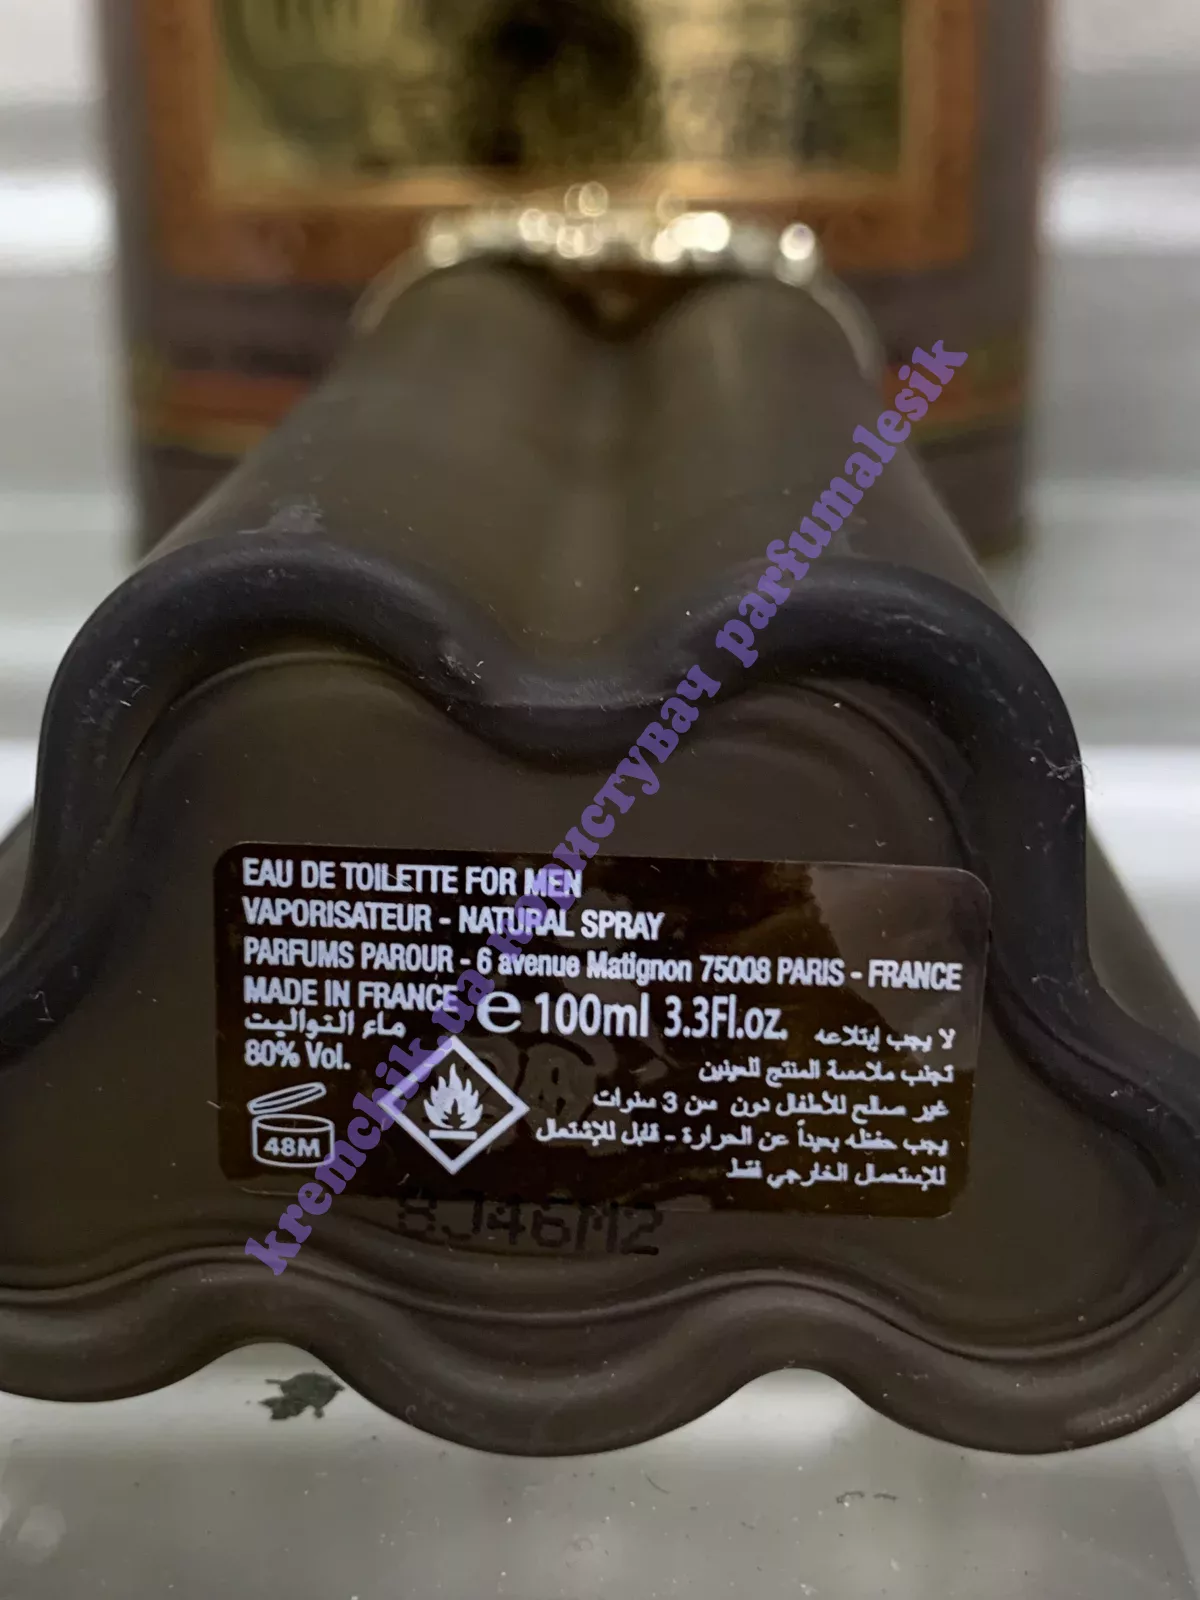 EAU DE TOILETTE FOR MEN
VAPORISATEUR - NATURAL SPRAY
PARFUMS PAROUR - 6 avenue Matignon 75008 PARIS - FRANCE
MADE IN FRANCE e 100ml 3.3Fl.oz.
ماء التواليت
80% Vol.
48M
لا يجب إبتلاعه
تجنب ملامسة المنتج للعينين
غير صالح للأطفال دون سن 3 سنوات
يجب حفظه بعيداً عن الحرارة - قابل للإشتعال
للإستعمال الخارجي فقط
8J46M2
kremchik.ua користувач parfumalesik